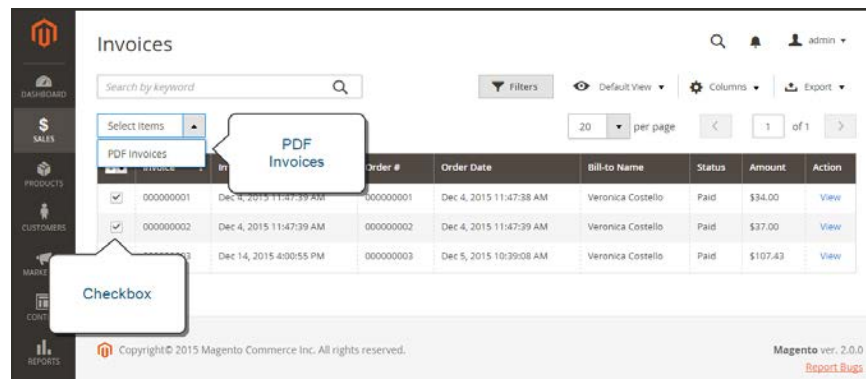 Invoices
admin
DASHBOARD
Search by keyword
Filters
Default View
Columns
Export
SALES
Select Items
20 per page
1 of 1
PDF Invoices
PDF
Invoices
Order #
Order Date
Bill-to Name
Status
Amount
Action
PRODUCTS
000000001 Dec 4, 2015 11:47:39 AM 000000001 Dec 4, 2015 11:47:38 AM Veronica Costello Paid $34.00 View
CUSTOMERS
000000002 Dec 4, 2015 11:47:39 AM 000000002 Dec 4, 2015 11:47:39 AM Veronica Costello Paid $37.00 View
Dec 14, 2015 4:00:55 PM 000000003 Dec 5, 2015 10:39:08 AM Veronica Costello Paid $107.43 View
Checkbox
REPORTS
Copyright© 2015 Magento Commerce Inc. All rights reserved.
Magento ver. 2.0.0
Report Bugs